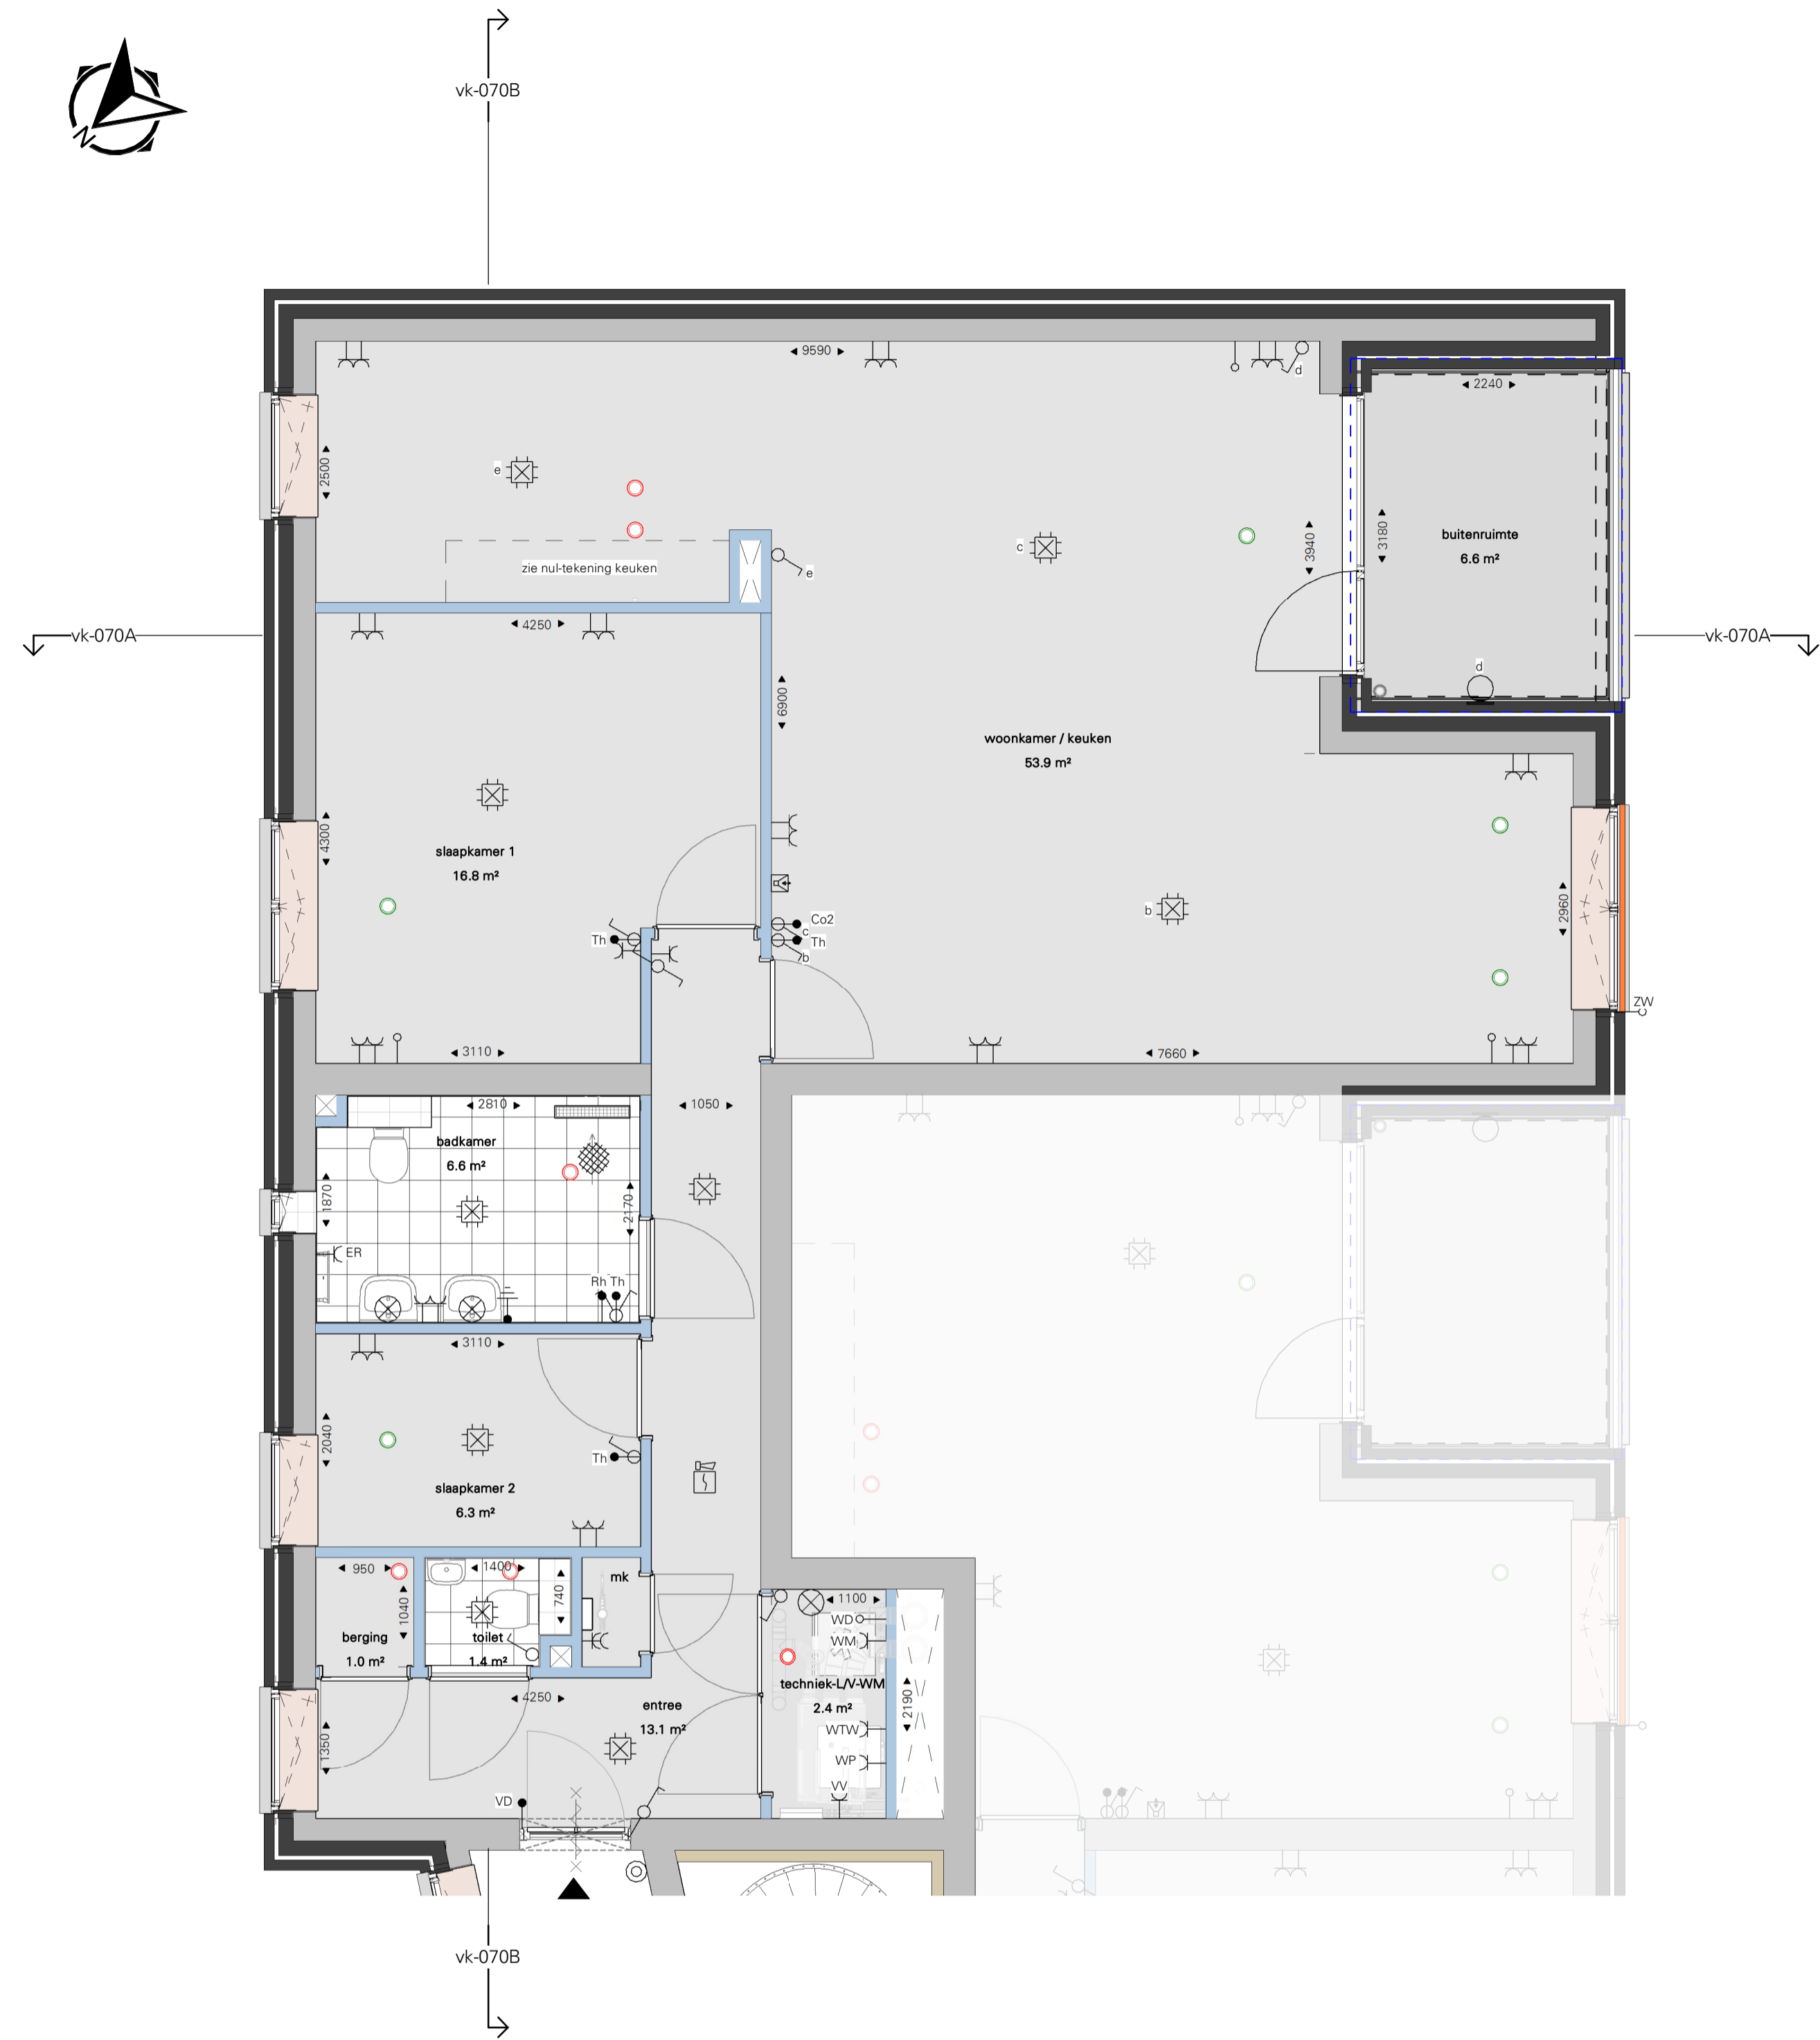 vk-070B
N
9590
d
2240
2500
e
c
3940
3180
buitenruimte
6.6 m²
zie nul-tekening keuken
e
4250
vk-070A
vk-070A
d
6900
woonkamer / keuken
53.9 m²
4300
slaapkamer 1
16.8 m²
b
2960
Co2
c
Th
Th
b
ZW
3110
7660
2810
1050
badkamer
6.6 m²
1870
2170
ER
Rh Th
3110
2040
Th
slaapkamer 2
6.3 m²
950
1400
740
mk
1040
1100
WD
WM
berging
1.0 m²
toilet
1.4 m²
techniek-L/V-WM
2.4 m²
2190
4250
entree
13.1 m²
WTW
1350
WP
VV
VD
vk-070B